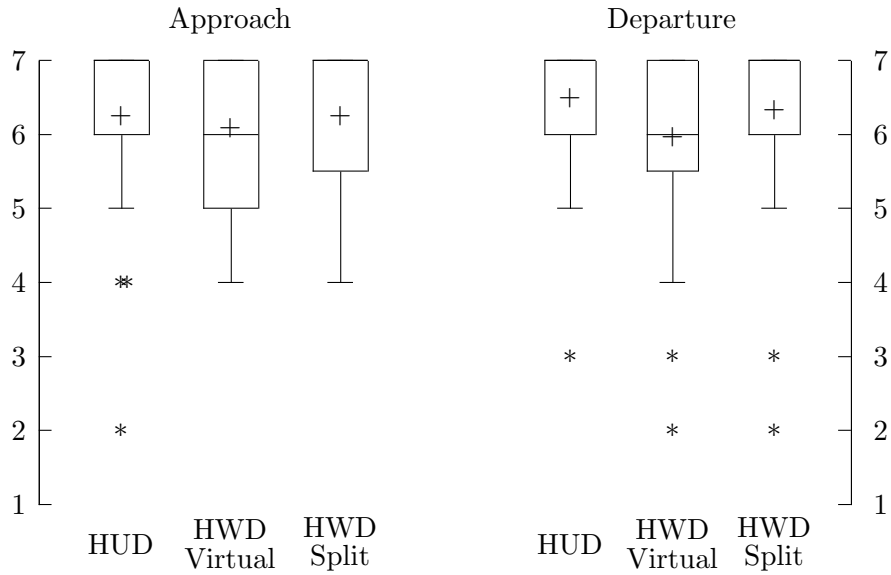 Approach
Departure
7
6
5
4
3
2
1
7
6
5
4
3
2
1
HUD
HWD
Virtual
HWD
Split
HUD
HWD
Virtual
HWD
Split